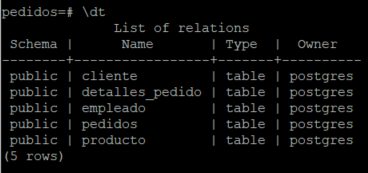 pedidos=# \dt
List of relations
Schema | Name | Type | Owner
--------+-----------------+-------+----------
public | cliente | table | postgres
public | detalles_pedido | table | postgres
public | empleado | table | postgres
public | pedidos | table | postgres
public | producto | table | postgres
(5 rows)